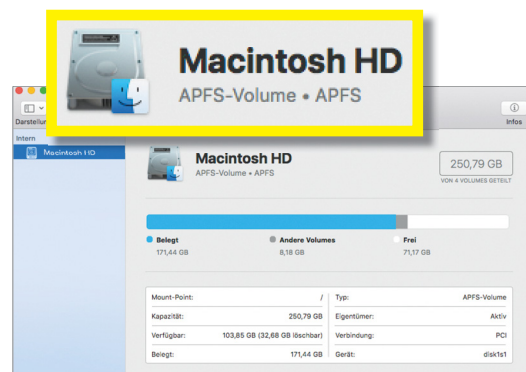 Macintosh HD
APFS-Volume • APFS
Infos
Intern
Macintosh HD
Macintosh HD
APFS-Volume • APFS
250,79 GB
VON 4 VOLUMES GETEILT
Belegt
171,44 GB
Andere Volumes
8,18 GB
Frei
71,17 GB
Mount-Point: /
Typ: APFS-Volume
Kapazität: 250,79 GB
Eigentümer: Aktiv
Verfügbar: 103,85 GB (32,68 GB löschbar)
Verbindung: PCI
Belegt: 171,44 GB
Gerät: disk1s1